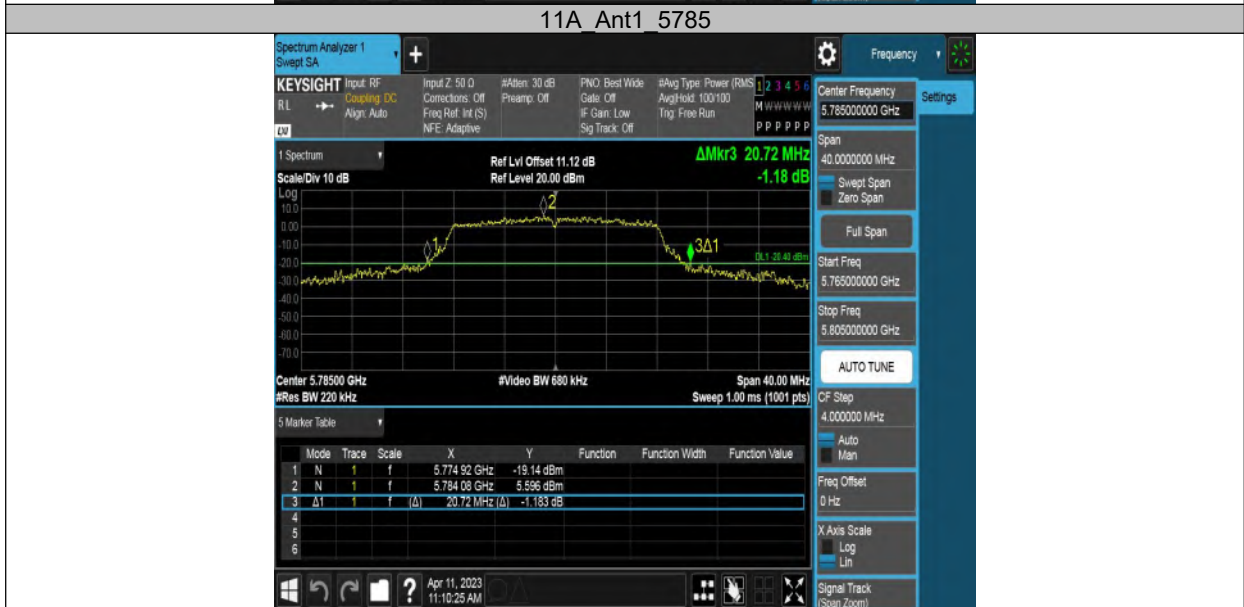 11A_Ant1_5785
Spectrum Analyzer 1
Swept SA
Frequency
KEYSIGHT
RL
Input: RF
Coupling: DC
Align: Auto
Input Z: 50 Ω
Corrections: Off
Freq Ref: Int (S)
NFE: Adaptive
#Atten: 30 dB
Preamp: Off
PNO: Best Wide
Gate: Off
IF Gain: Low
Sig Track: Off
#Avg Type: Power (RMS
Avg|Hold: 100/100
Trig: Free Run
1 2 3 4 5 6
M W W W W W
P P P P P P
Center Frequency
5.785000000 GHz
Settings
1 Spectrum
Scale/Div 10 dB
Ref Lvl Offset 11.12 dB
Ref Level 20.00 dBm
ΔMkr3 20.72 MHz
-1.18 dB
Span
40.0000000 MHz
Swept Span
Zero Span
Full Span
Start Freq
5.765000000 GHz
Stop Freq
5.805000000 GHz
AUTO TUNE
CF Step
4.000000 MHz
Auto
Man
Freq Offset
0 Hz
X Axis Scale
Log
Lin
Signal Track
(Span Zoom)
Log
10.0
0.00
-10.0
-20.0
-30.0
-40.0
-50.0
-60.0
-70.0
1
2
3Δ1
DL1 -20.40 dBm
Center 5.78500 GHz
#Video BW 680 kHz
Span 40.00 MHz
#Res BW 220 kHz
Sweep 1.00 ms (1001 pts)
5 Marker Table
Mode Trace Scale X Y Function Function Width Function Value
1 N 1 f 5.774 92 GHz -19.14 dBm
2 N 1 f 5.784 08 GHz 5.596 dBm
3 Δ1 1 f (Δ) 20.72 MHz (Δ) -1.183 dB
4
5
6
?
Apr 11, 2023
11:10:25 AM